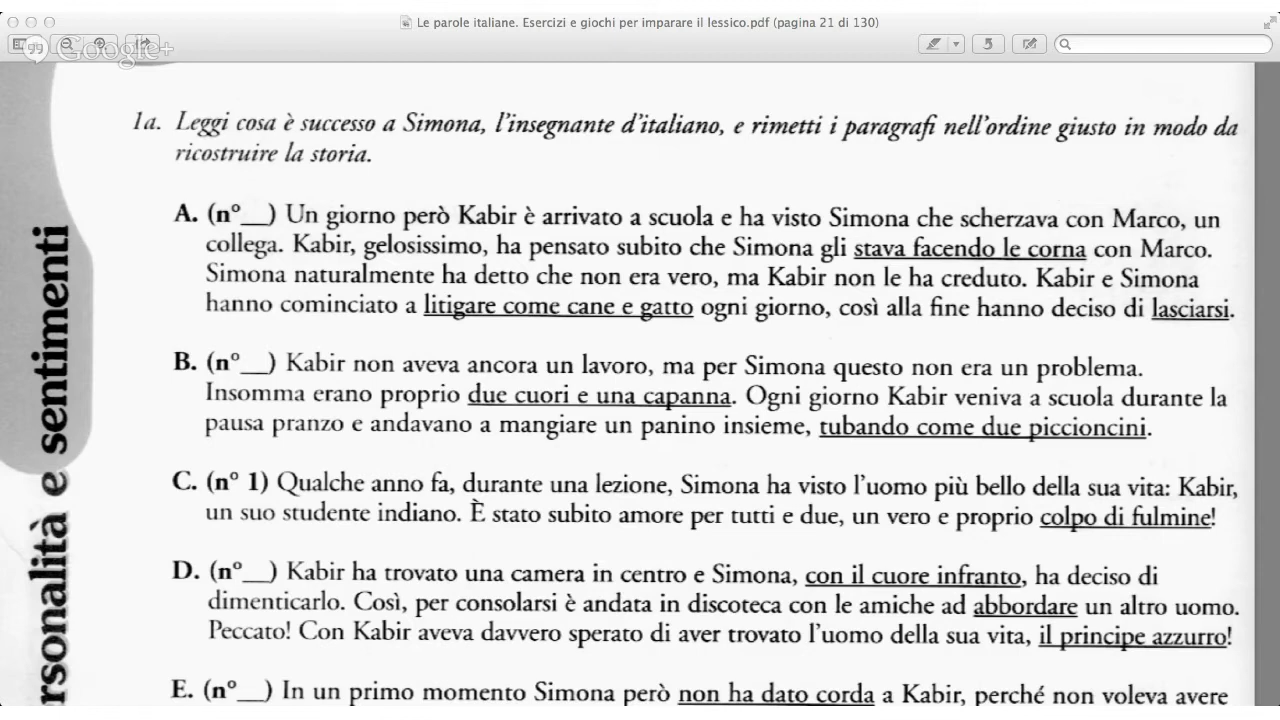 Le parole italiane. Esercizi e giochi per imparare il lessico.pdf (pagina 21 di 130)
Google+
1a. Leggi cosa è successo a Simona, l'insegnante d'italiano, e rimetti i paragrafi nell'ordine giusto in modo da
ricostruire la storia.
A. (n°__) Un giorno però Kabir è arrivato a scuola e ha visto Simona che scherzava con Marco, un
collega. Kabir, gelosissimo, ha pensato subito che Simona gli stava facendo le corna con Marco.
Simona naturalmente ha detto che non era vero, ma Kabir non le ha creduto. Kabir e Simona
hanno cominciato a litigare come cane e gatto ogni giorno, così alla fine hanno deciso di lasciarsi.
B. (n°__) Kabir non aveva ancora un lavoro, ma per Simona questo non era un problema.
Insomma erano proprio due cuori e una capanna. Ogni giorno Kabir veniva a scuola durante la
pausa pranzo e andavano a mangiare un panino insieme, tubando come due piccioncini.
C. (n° 1) Qualche anno fa, durante una lezione, Simona ha visto l'uomo più bello della sua vita: Kabir,
un suo studente indiano. È stato subito amore per tutti e due, un vero e proprio colpo di fulmine!
D. (n°__) Kabir ha trovato una camera in centro e Simona, con il cuore infranto, ha deciso di
dimenticarlo. Così, per consolarsi è andata in discoteca con le amiche ad abbordare un altro uomo.
Peccato! Con Kabir aveva davvero sperato di aver trovato l'uomo della sua vita, il principe azzurro!
E. (n°__) In un primo momento Simona però non ha dato corda a Kabir, perché non voleva avere
rsonalità e sentimenti